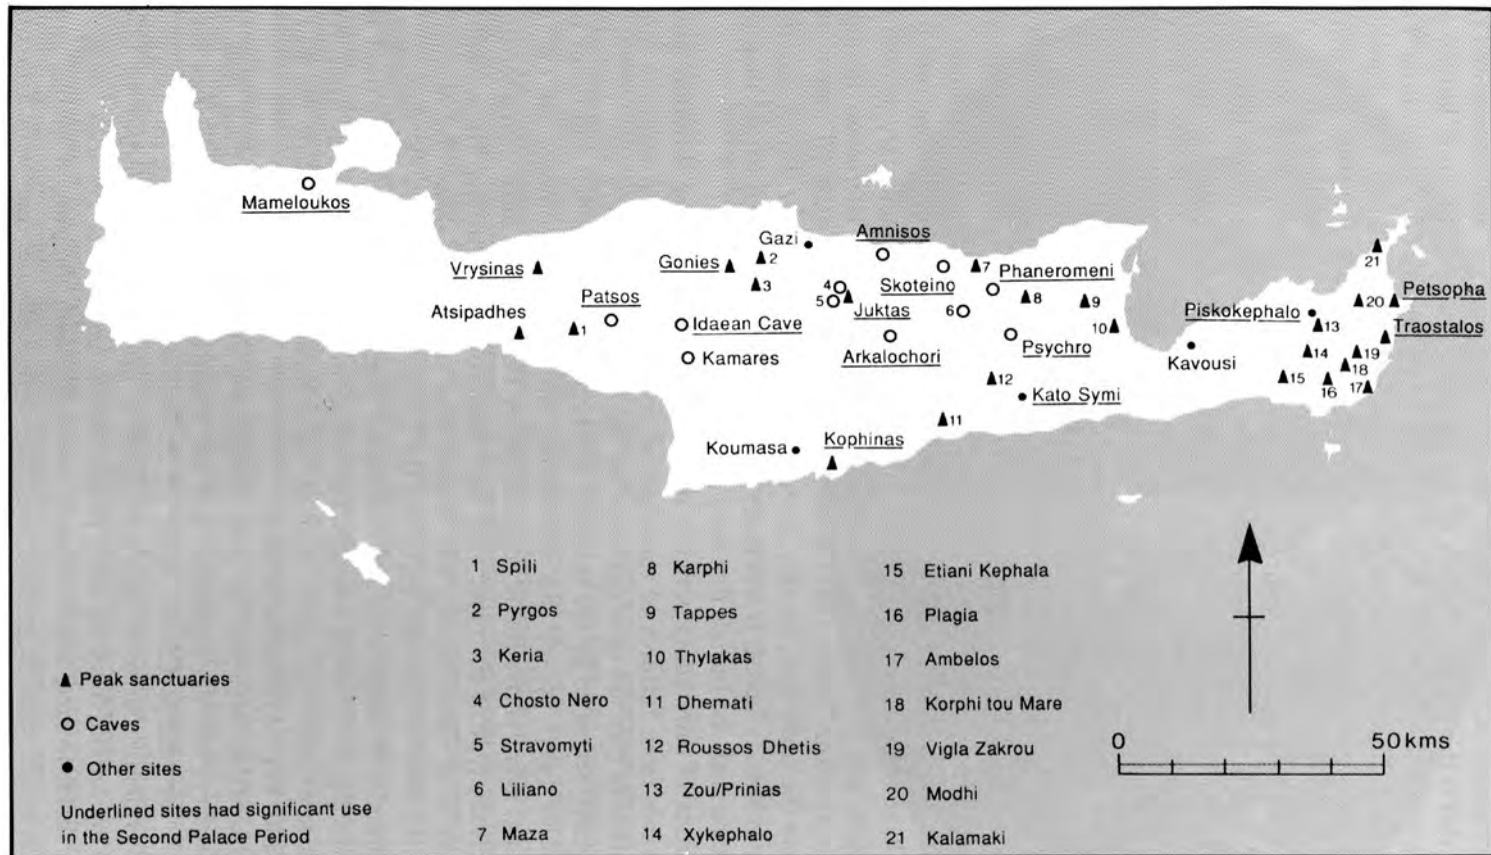 Mameloukos
Vrysinas
Atsipadhes
1
Patsos
Gonies
2
3
Gazi
Idaean Cave
Kamares
4
5
Juktas
Amnisos
Skoteino
Arkalochori
6
7
Phaneromeni
8
9
10
Psychro
12
Kato Symi
11
Koumasa
Kophinas
Kavousi
Piskokephalo
13
14
15
16
17
18
19
20
21
Petsopha
Traostalos
▲ Peak sanctuaries
○ Caves
● Other sites
Underlined sites had significant use
in the Second Palace Period
1 Spili
2 Pyrgos
3 Keria
4 Chosto Nero
5 Stravomyti
6 Liliano
7 Maza
8 Karphi
9 Tappes
10 Thylakas
11 Dhemati
12 Roussos Dhetis
13 Zou/Prinias
14 Xykephalo
15 Etiani Kephala
16 Plagia
17 Ambelos
18 Korphi tou Mare
19 Vigla Zakrou
20 Modhi
21 Kalamaki
0 50 kms